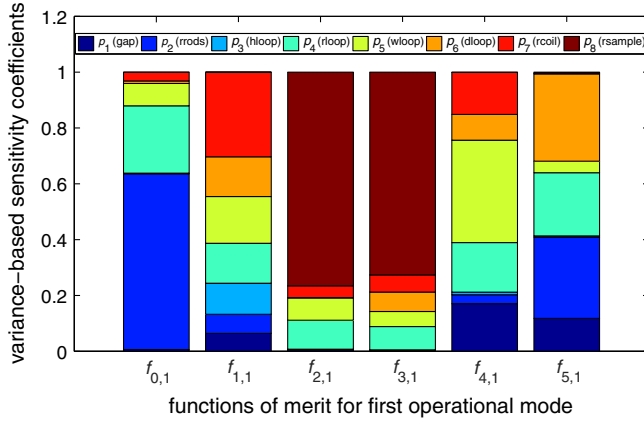 1.2
p1(gap) p2(rrods) p3(hloop) p4(rloop) p5(wloop) p6(dloop) p7(rcoil) p8(rsample)
1
0.8
0.6
0.4
0.2
0
variance−based sensitivity coefficients
f0,1 f1,1 f2,1 f3,1 f4,1 f5,1
functions of merit for first operational mode